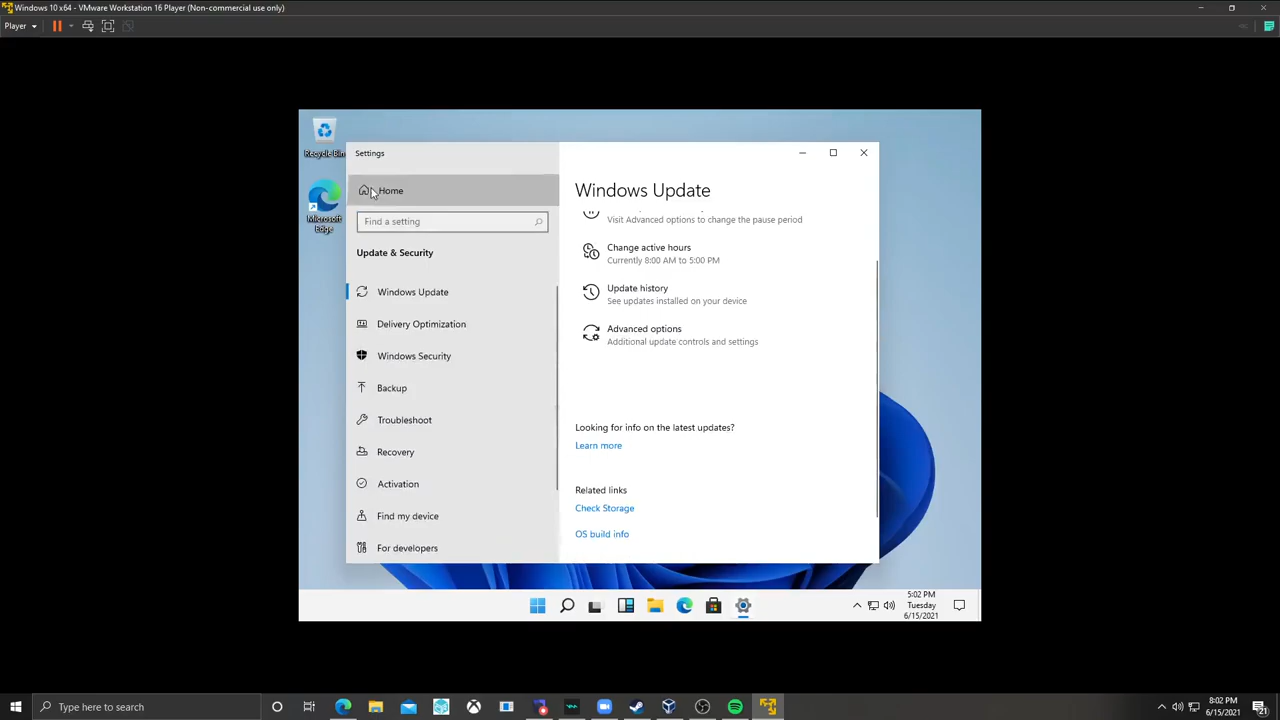 Windows 10 x64 - VMware Workstation 16 Player (Non-commercial use only)
Player
Recycle Bin
Microsoft
Edge
Settings
Home
Find a setting
Update & Security
Windows Update
Delivery Optimization
Windows Security
Backup
Troubleshoot
Recovery
Activation
Find my device
For developers
Windows Update
Visit Advanced options to change the pause period
Change active hours
Currently 8:00 AM to 5:00 PM
Update history
See updates installed on your device
Advanced options
Additional update controls and settings
Looking for info on the latest updates?
Learn more
Related links
Check Storage
OS build info
5:02 PM
Tuesday
6/15/2021
Type here to search
8:02 PM
6/15/2021
21